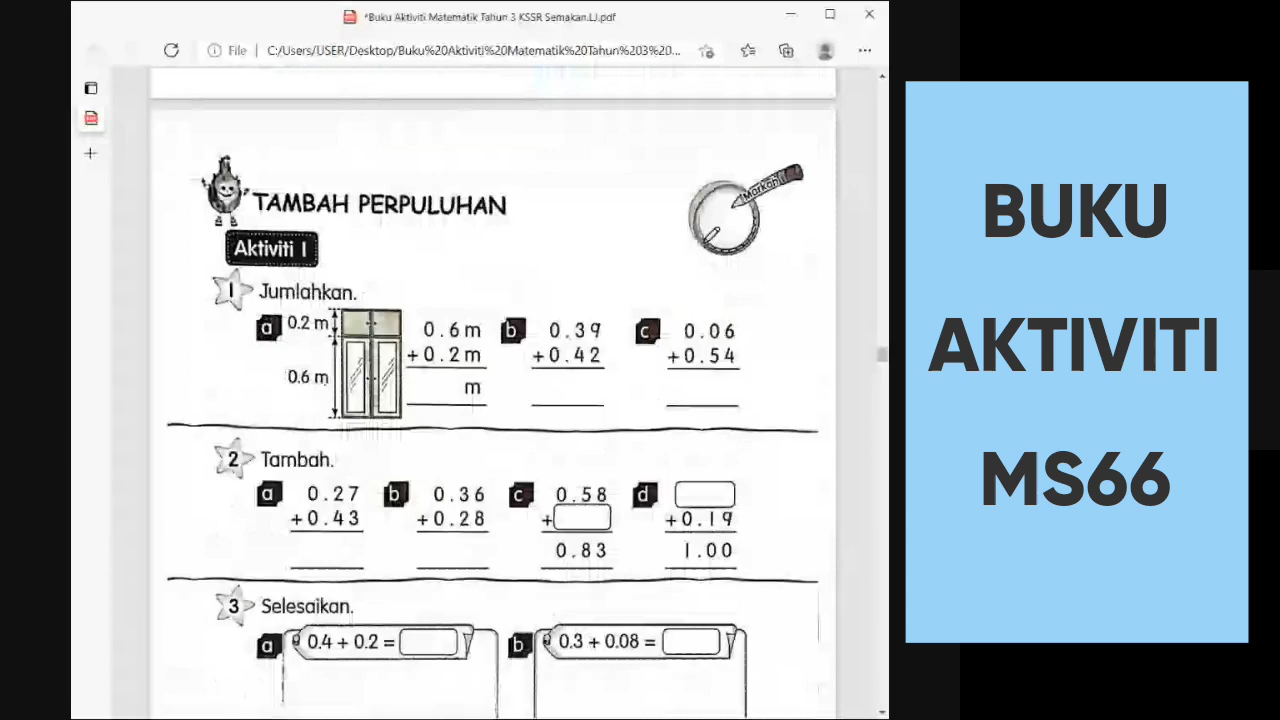 *Buku Aktiviti Matematik Tahun 3 KSSR Semakan.LJ.pdf
File | C:/Users/USER/Desktop/Buku%20Aktiviti%20Matematik%20Tahun%203%20...
TAMBAH PERPULUHAN
Markah
Aktiviti 1
1 Jumlahkan.
a 0.2 m 0.6 m
0.6 m
+0.2 m
m
b 0.39
+0.42
c 0.06
+0.54
2 Tambah.
a 0.27
+0.43
b 0.36
+0.28
c 0.58
+
0.83
d
+0.19
1.00
3 Selesaikan.
a 0.4 + 0.2 =
b 0.3 + 0.08 =
BUKU
AKTIVITI
MS66